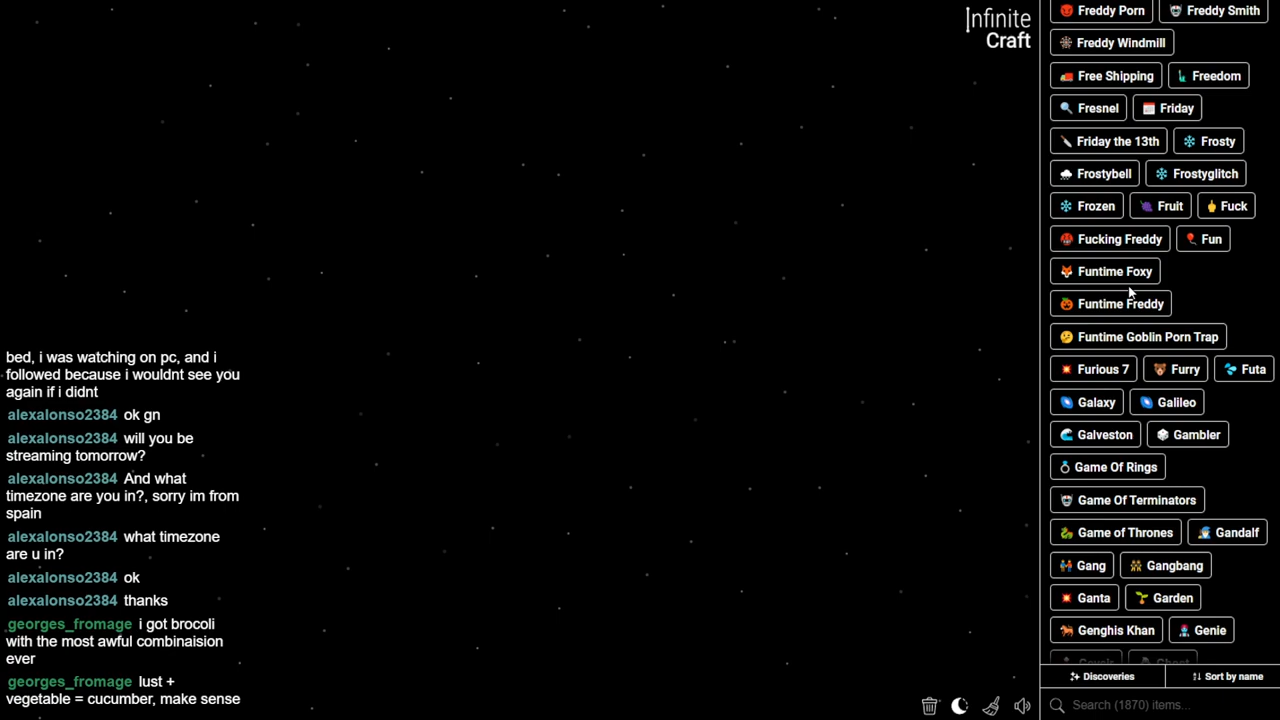 Infinite
Craft
😈 Freddy Porn
Freddy Smith
Freddy Windmill
Free Shipping
🗽 Freedom
🔍 Fresnel
Friday
🔪 Friday the 13th
❄️ Frosty
🌨️ Frostybell
❄️ Frostyglitch
❄️ Frozen
🍇 Fruit
🖕 Fuck
Fucking Freddy
🎈 Fun
🦊 Funtime Foxy
🎃 Funtime Freddy
🤔 Funtime Goblin Porn Trap
💥 Furious 7
🐻 Furry
Futa
🌌 Galaxy
🌌 Galileo
🌊 Galveston
🎲 Gambler
💍 Game Of Rings
Game Of Terminators
🐉 Game of Thrones
Gandalf
👬 Gang
👯 Gangbang
💥 Ganta
🌱 Garden
🐎 Genghis Khan
Genie
Ghost
Discoveries
Sort by name
Search (1870) items...
bed, i was watching on pc, and i
followed because i wouldnt see you
again if i didnt
alexalonso2384 ok gn
alexalonso2384 will you be
streaming tomorrow?
alexalonso2384 And what
timezone are you in?, sorry im from
spain
alexalonso2384 what timezone
are u in?
alexalonso2384 ok
alexalonso2384 thanks
georges_fromage i got brocoli
with the most awful combinaision
ever
georges_fromage lust +
vegetable = cucumber, make sense